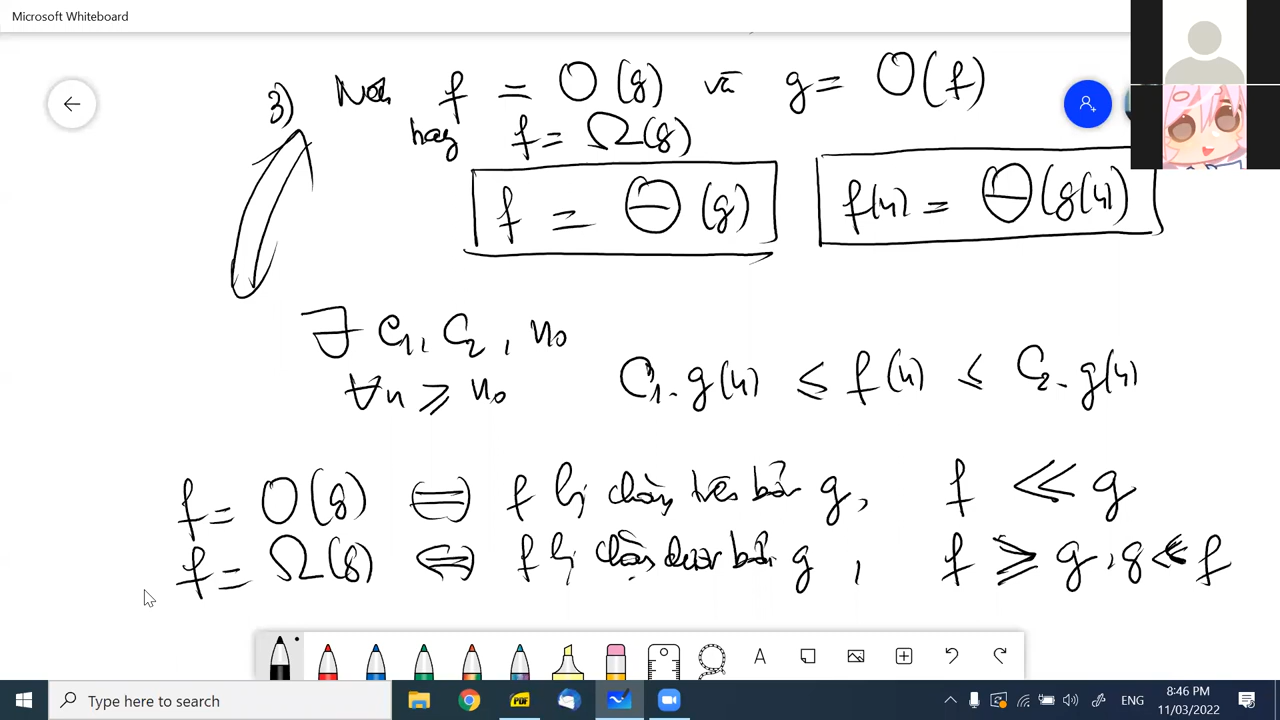 Microsoft Whiteboard
3) Nếu f = O(g) và g = O(f)
hay f = Ω(g)
f = Θ(g) f(n) = Θ(g(n))
∃ C₁, C₂, n₀
∀n ⩾ n₀ C₁.g(n) ≤ f(n) ≤ C₂.g(n)
f = O(g) ⇔ f bị chặn trên bởi g, f ≪ g
f = Ω(g) ⇔ f bị chặn dưới bởi g, f ⩾ g, g ≪ f
A
Type here to search
PDF
ENG
8:46 PM
11/03/2022